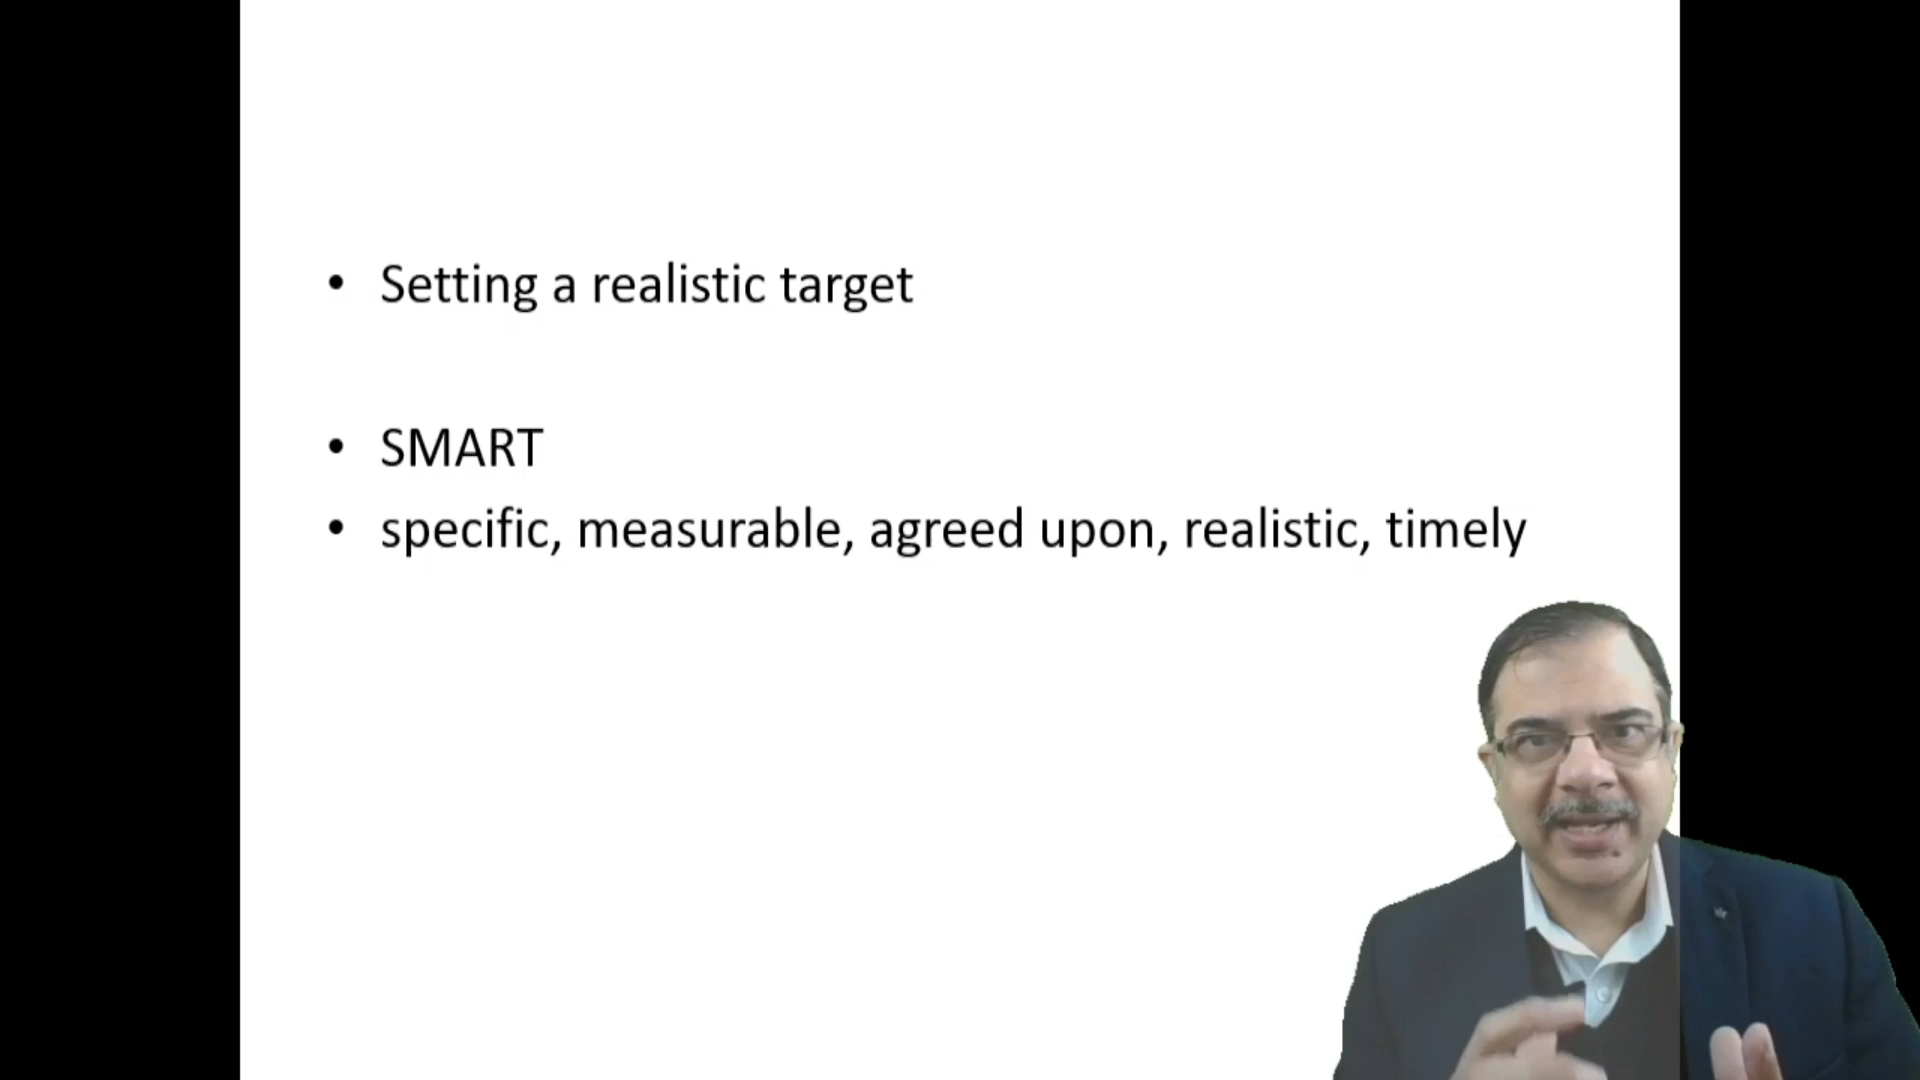 • Setting a realistic target
• SMART
• specific, measurable, agreed upon, realistic, timely